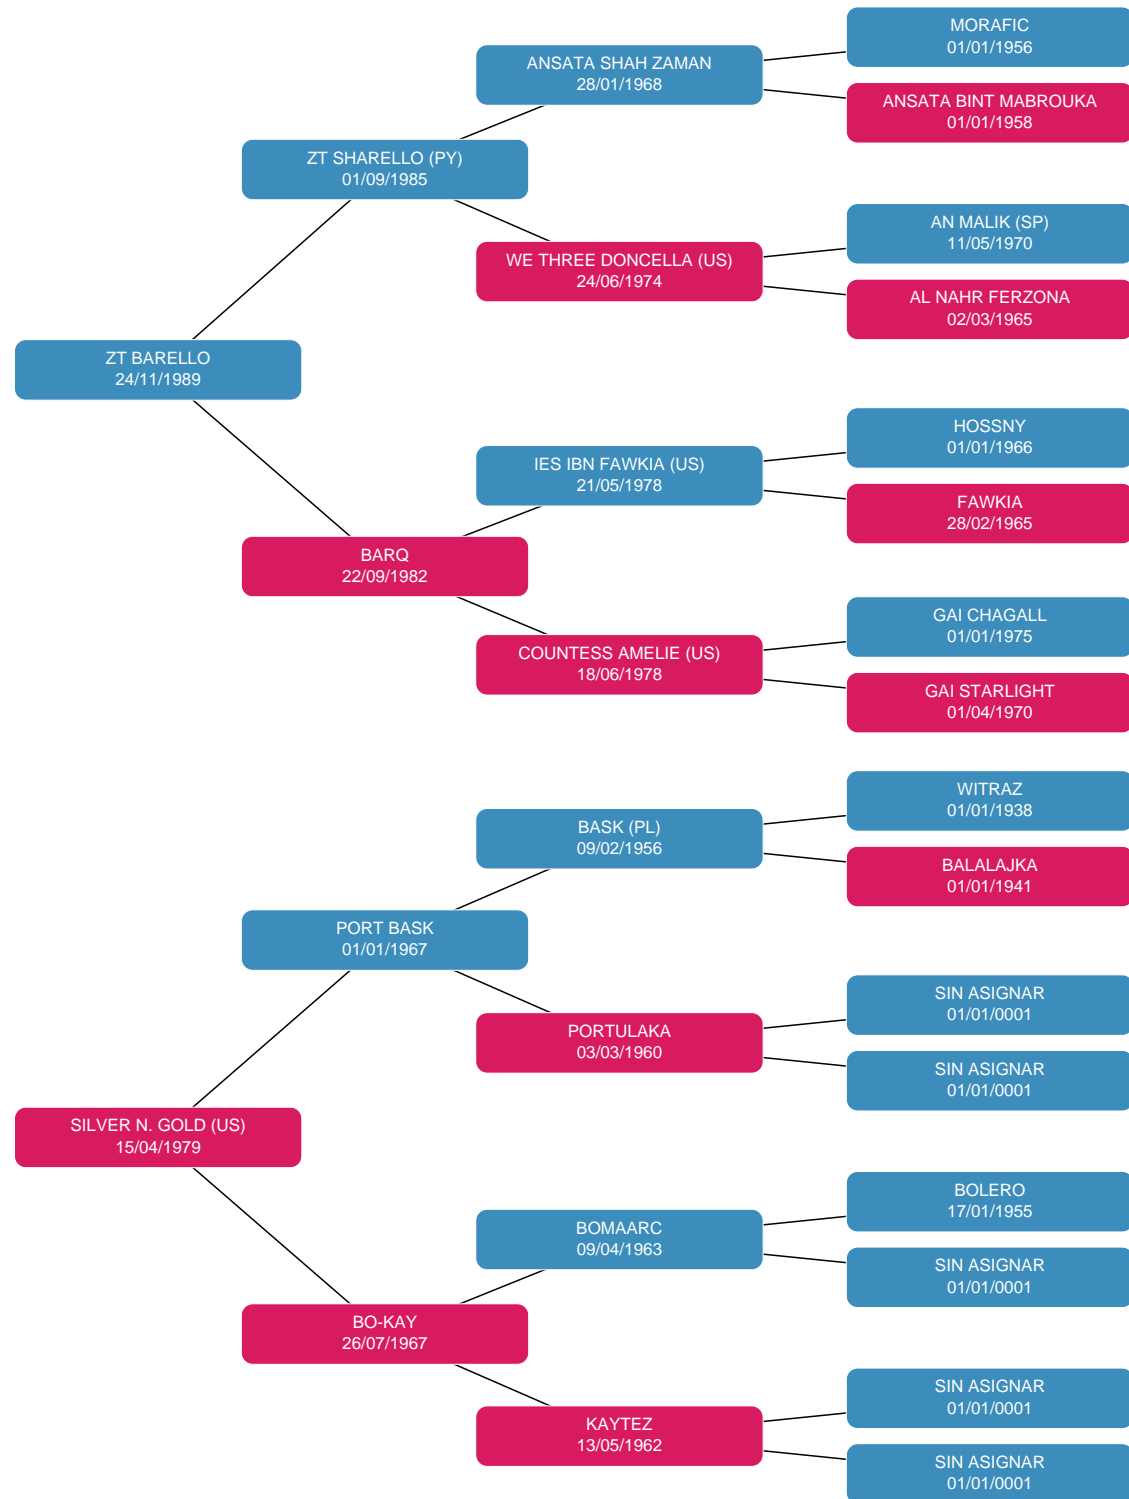 MORAFIC
01/01/1956
ANSATA SHAH ZAMAN
28/01/1968
ANSATA BINT MABROUKA
01/01/1958
ZT SHARELLO (PY)
01/09/1985
AN MALIK (SP)
11/05/1970
WE THREE DONCELLA (US)
24/06/1974
AL NAHR FERZONA
02/03/1965
ZT BARELLO
24/11/1989
HOSSNY
01/01/1966
IES IBN FAWKIA (US)
21/05/1978
FAWKIA
28/02/1965
BARQ
22/09/1982
GAI CHAGALL
01/01/1975
COUNTESS AMELIE (US)
18/06/1978
GAI STARLIGHT
01/04/1970
WITRAZ
01/01/1938
BASK (PL)
09/02/1956
BALALAJKA
01/01/1941
PORT BASK
01/01/1967
SIN ASIGNAR
01/01/0001
PORTULAKA
03/03/1960
SIN ASIGNAR
01/01/0001
SILVER N. GOLD (US)
15/04/1979
BOLERO
17/01/1955
BOMAARC
09/04/1963
SIN ASIGNAR
01/01/0001
BO-KAY
26/07/1967
SIN ASIGNAR
01/01/0001
KAYTEZ
13/05/1962
SIN ASIGNAR
01/01/0001